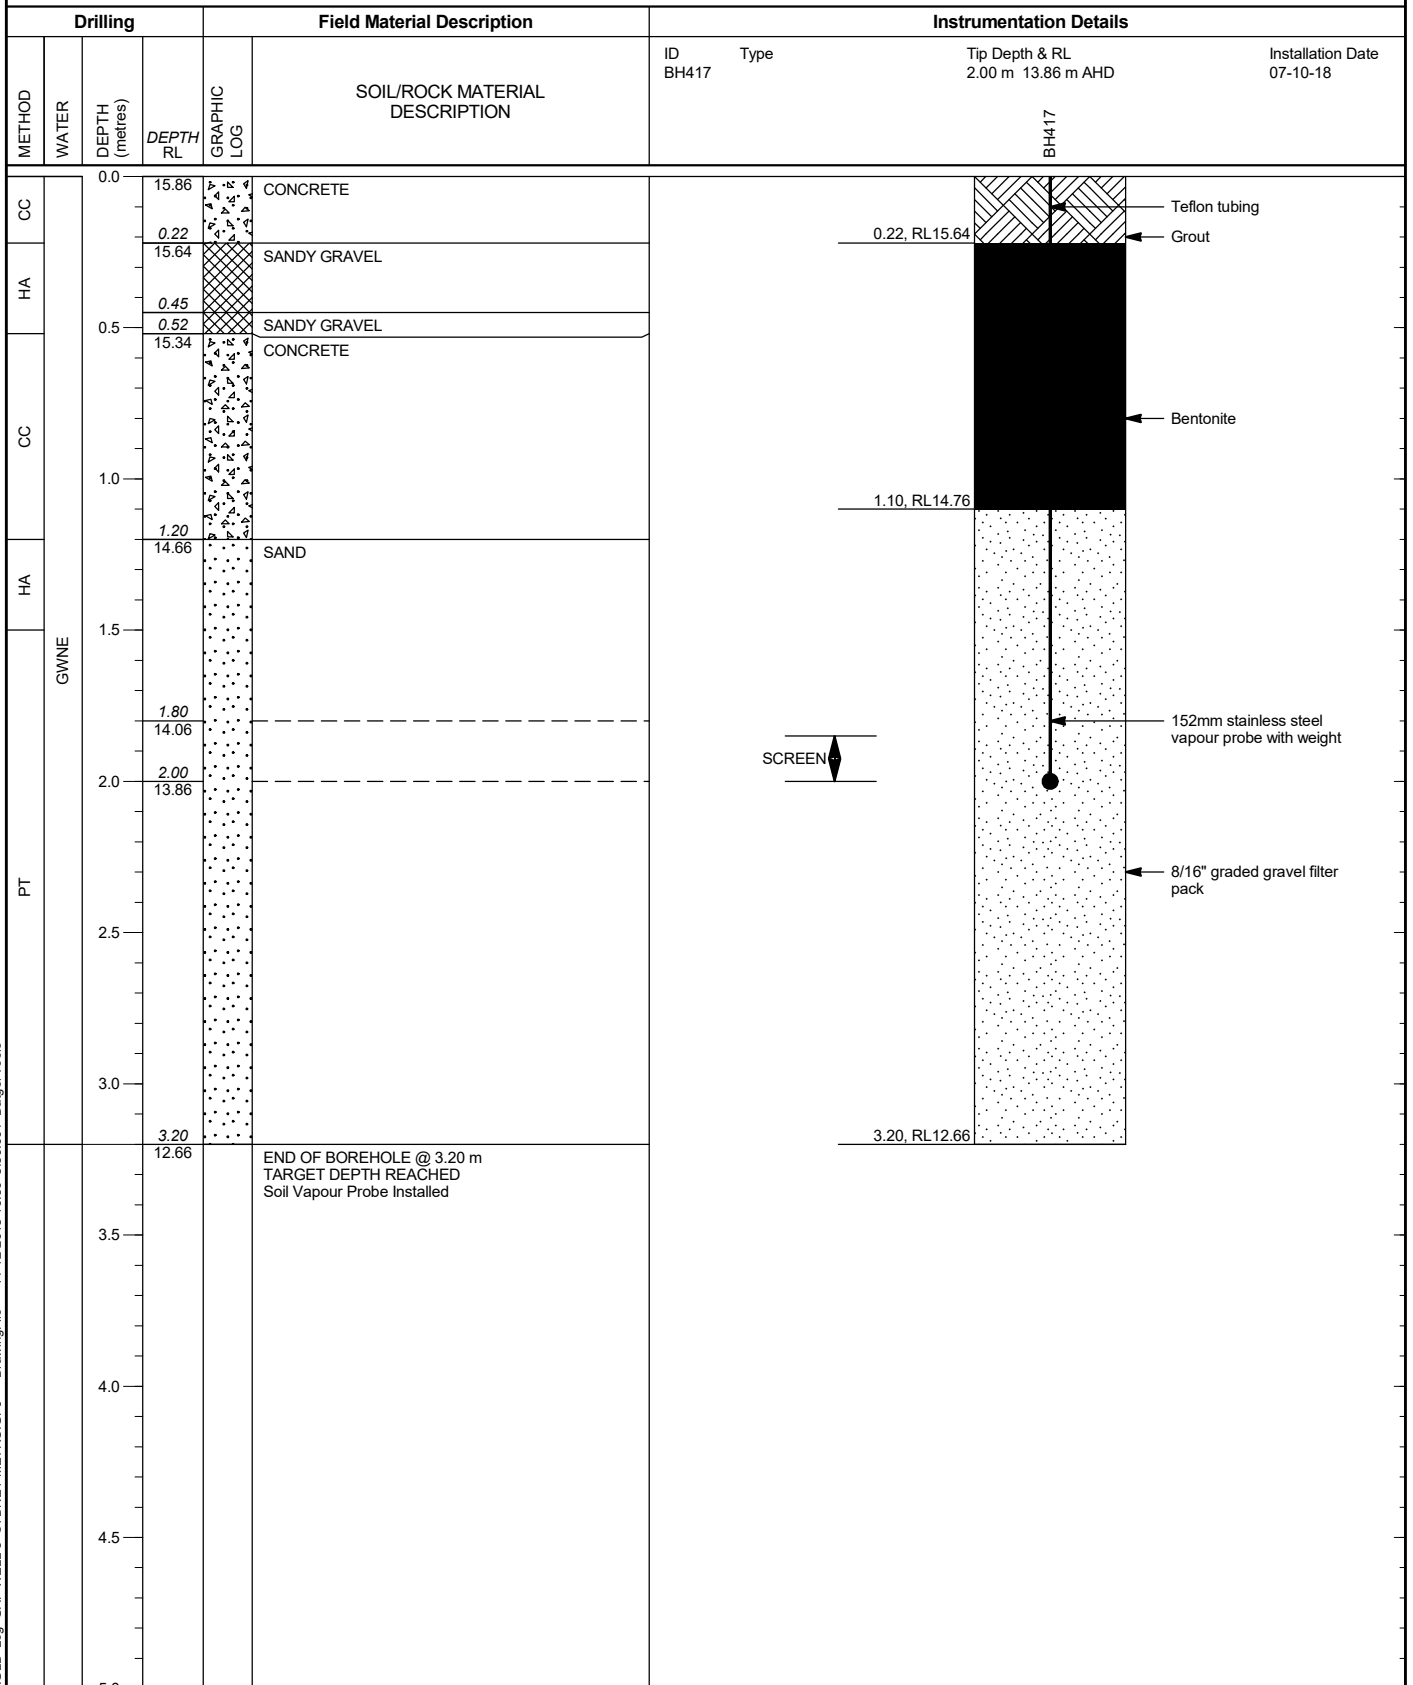 Drilling
Field Material Description
Instrumentation Details
METHOD
WATER
DEPTH
(metres)
DEPTH
RL
GRAPHIC
LOG
SOIL/ROCK MATERIAL
DESCRIPTION
ID Type Tip Depth & RL Installation Date
BH417 2.00 m 13.86 m AHD 07-10-18
BH417
0.0
15.86
CONCRETE
CC
Teflon tubing
0.22
0.22, RL15.64
Grout
15.64
SANDY GRAVEL
HA
0.45
0.5
0.52
SANDY GRAVEL
15.34
CONCRETE
Bentonite
CC
1.0
1.10, RL14.76
1.20
14.66
SAND
HA
1.5
GWNE
1.80
14.06
152mm stainless steel
vapour probe with weight
SCREEN
2.00
2.0
13.86
8/16" graded gravel filter
pack
PT
2.5
3.0
3.20
3.20, RL12.66
12.66
END OF BOREHOLE @ 3.20 m
TARGET DEPTH REACHED
Soil Vapour Probe Installed
3.5
4.0
4.5